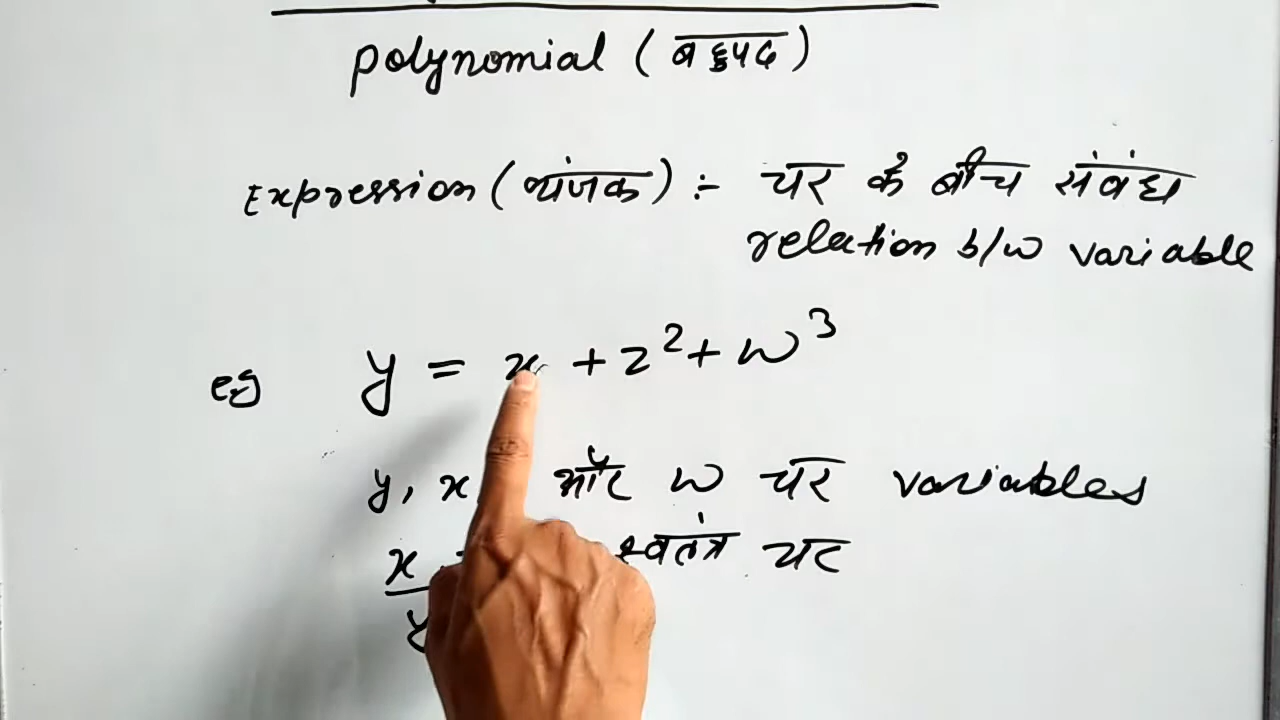 polynomial (बहुपद)
Expression (व्यंजक) :- चर के बीच संबंध
relation b/w variable
eg y = x + z² + w³
y, x, और w चर variables
x स्वतंत्र चर
y